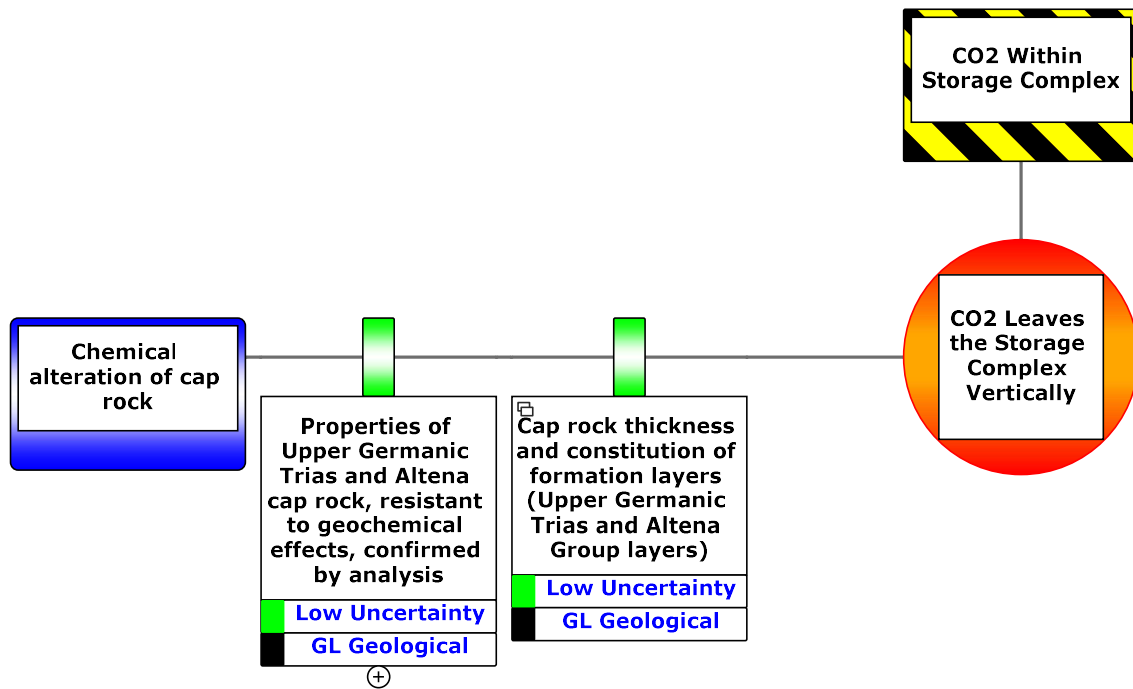 CO2 Within
Storage Complex
CO2 Leaves
the Storage
Complex
Vertically
Chemical
alteration of cap
rock
Properties of
Upper Germanic
Trias and Altena
cap rock, resistant
to geochemical
effects, confirmed
by analysis
Low Uncertainty
GL Geological
Cap rock thickness
and constitution of
formation layers
(Upper Germanic
Trias and Altena
Group layers)
Low Uncertainty
GL Geological